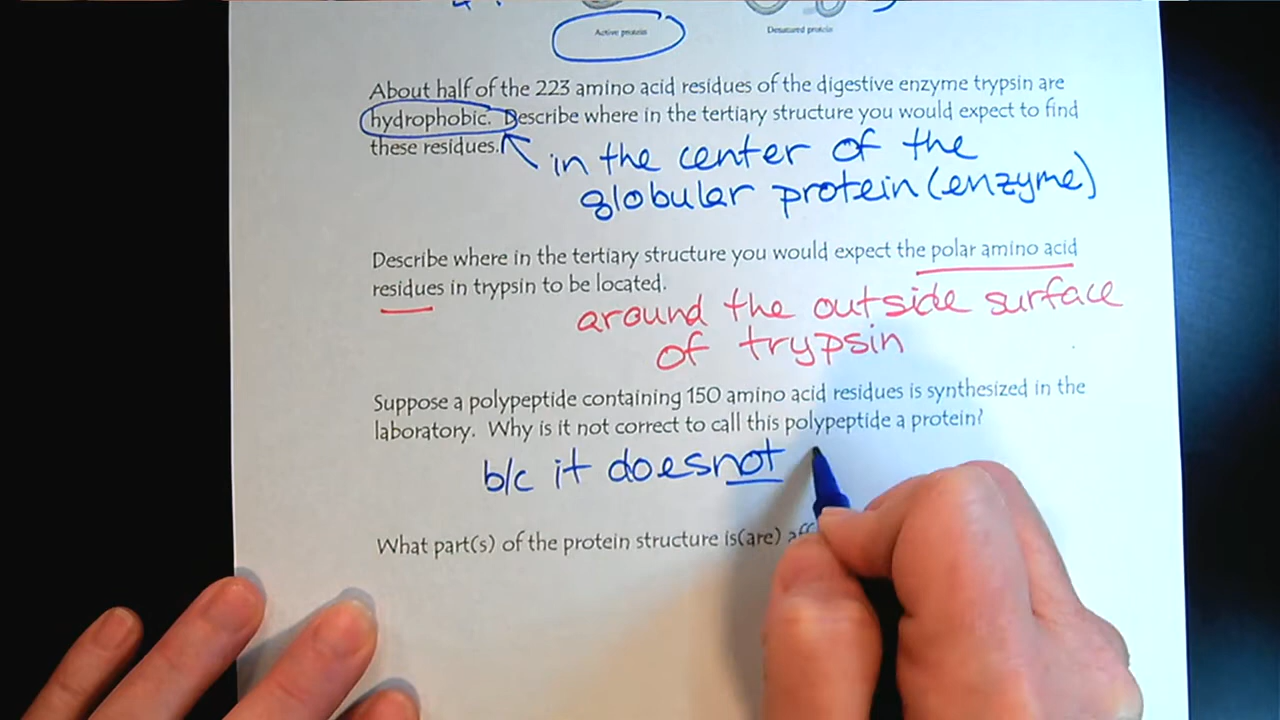 Active protein Denatured protein
About half of the 223 amino acid residues of the digestive enzyme trypsin are
hydrophobic. Describe where in the tertiary structure you would expect to find
these residues.
in the center of the
globular protein (enzyme)
Describe where in the tertiary structure you would expect the polar amino acid
residues in trypsin to be located.
around the outside surface
of trypsin
Suppose a polypeptide containing 150 amino acid residues is synthesized in the
laboratory. Why is it not correct to call this polypeptide a protein?
b/c it does not
What part(s) of the protein structure is(are)